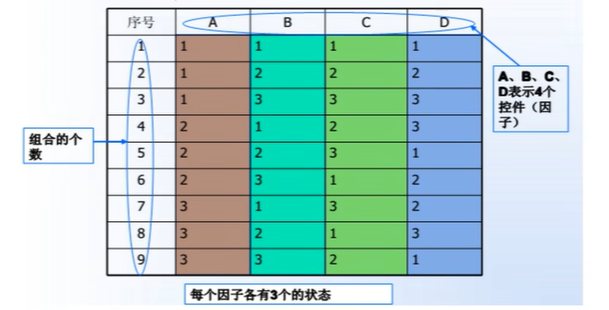 序号 A B C D
1 1 1 1 1
2 1 2 2 2
3 1 3 3 3
4 2 1 2 3
5 2 2 3 1
6 2 3 1 2
7 3 1 3 2
8 3 2 1 3
9 3 3 2 1
组合的个
数
A、B、C、
D表示4个
控件（因
子）
每个因子各有3个的状态